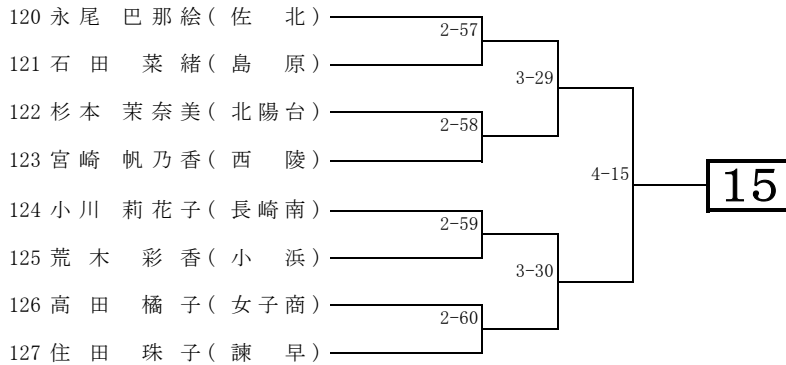 120 永尾 巴那絵(佐 北)
2-57
121 石田 菜緒(島 原)
3-29
122 杉本 茉奈美(北陽台)
2-58
123 宮崎 帆乃香(西 陵)
4-15
15
124 小川 莉花子(長崎南)
2-59
125 荒木 彩香(小 浜)
3-30
126 高田 橘子(女子商)
2-60
127 住田 珠子(諫 早)